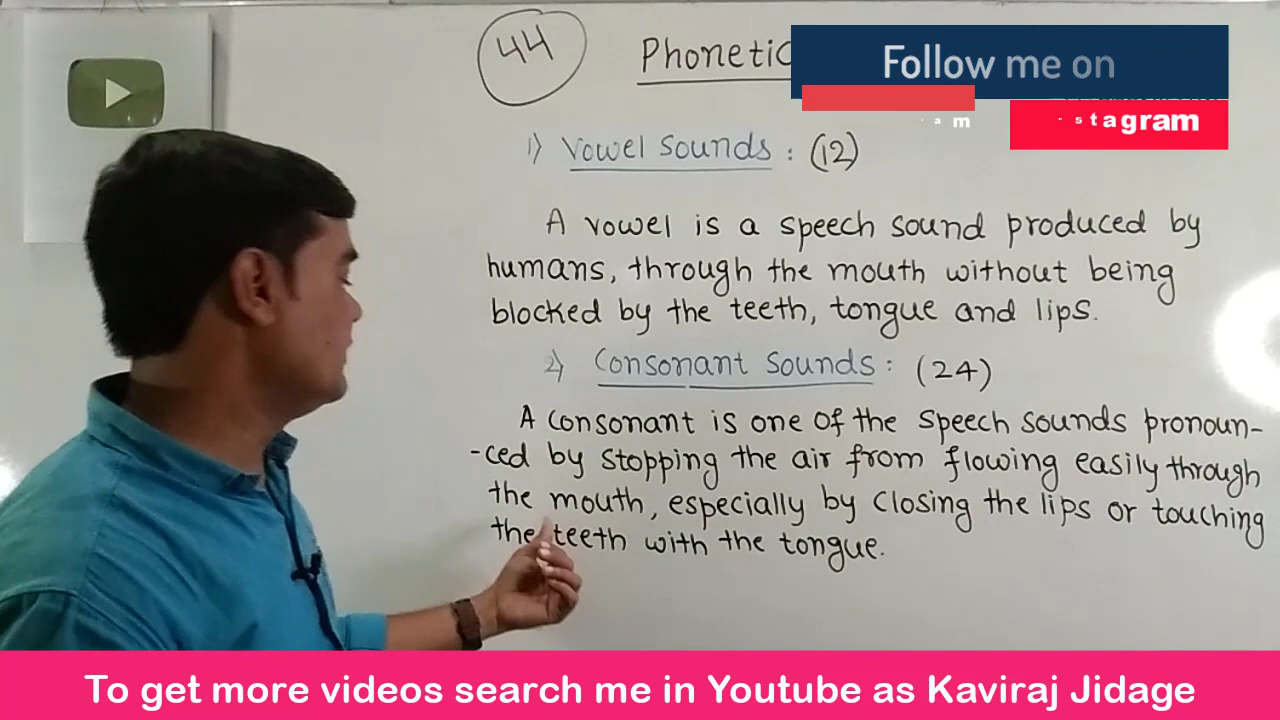 44
Phonetic
Follow me on
stagram
1) Vowel Sounds : (12)
A vowel is a speech sound produced by
humans, through the mouth without being
blocked by the teeth, tongue and lips.
2) Consonant Sounds : (24)
A Consonant is one of the speech sounds pronoun-
-ced by stopping the air from flowing easily through
the mouth, especially by closing the lips or touching
the teeth with the tongue.
To get more videos search me in Youtube as Kaviraj Jidage